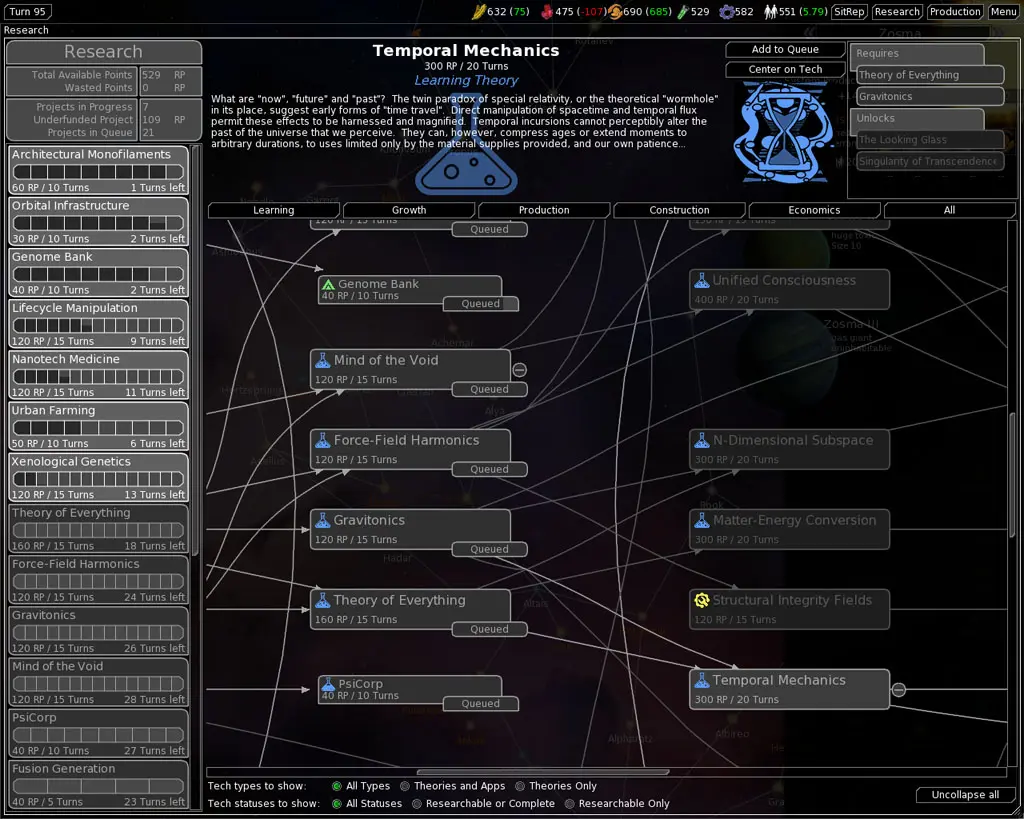 Turn 95
632 (75)
475 (-107)
690 (685)
529
582
551 (5.79)
SitRep
Research
Production
Menu
Research
Research
Total Available Points 529 RP
Wasted Points 0 RP
Projects in Progress 7
Underfunded Project 109 RP
Projects in Queue 21
Architectural Monofilaments
60 RP / 10 Turns 1 Turns left
Orbital Infrastructure
30 RP / 10 Turns 2 Turns left
Genome Bank
40 RP / 10 Turns 2 Turns left
Lifecycle Manipulation
120 RP / 15 Turns 9 Turns left
Nanotech Medicine
120 RP / 15 Turns 11 Turns left
Urban Farming
50 RP / 10 Turns 6 Turns left
Xenological Genetics
120 RP / 15 Turns 13 Turns left
Theory of Everything
160 RP / 15 Turns 18 Turns left
Force-Field Harmonics
120 RP / 15 Turns 24 Turns left
Gravitonics
120 RP / 15 Turns 26 Turns left
Mind of the Void
120 RP / 15 Turns 28 Turns left
PsiCorp
40 RP / 10 Turns 27 Turns left
Fusion Generation
40 RP / 5 Turns 23 Turns left
Temporal Mechanics
300 RP / 20 Turns
Learning Theory
What are "now", "future" and "past"? The twin paradox of special relativity, or the theoretical "wormhole"
in its place, suggest early forms of "time travel". Direct manipulation of spacetime and temporal flux
permit these effects to be harnessed and magnified. Temporal incursions cannot perceptibly alter the
past of the universe that we perceive. They can, however, compress ages or extend moments to
arbitrary durations, to uses limited only by the material supplies provided, and our own patience...
Add to Queue
Center on Tech
Requires
Theory of Everything
Gravitonics
Unlocks
The Looking Glass
Singularity of Transcendence
Zosma
Learning
Growth
Production
Construction
Economics
All
120 RP / 15 Turns
Queued
Genome Bank
40 RP / 10 Turns
Queued
Mind of the Void
120 RP / 15 Turns
Queued
Force-Field Harmonics
120 RP / 15 Turns
Queued
Gravitonics
120 RP / 15 Turns
Queued
Theory of Everything
160 RP / 15 Turns
Queued
PsiCorp
40 RP / 10 Turns
Queued
Size 10
Unified Consciousness
400 RP / 20 Turns
Zosma III
gas giant
uninhabitable
N-Dimensional Subspace
300 RP / 20 Turns
Matter-Energy Conversion
300 RP / 20 Turns
Structural Integrity Fields
120 RP / 15 Turns
Temporal Mechanics
300 RP / 20 Turns
Achernar
Alya
Hadar
Altais
Albireo
Tech types to show: All Types Theories and Apps Theories Only
Tech statuses to show: All Statuses Researchable or Complete Researchable Only
Uncollapse all